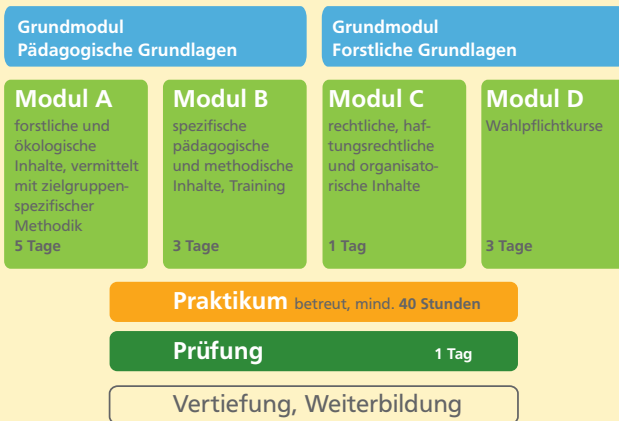 Grundmodul
Pädagogische Grundlagen
Grundmodul
Forstliche Grundlagen
Modul A
forstliche und
ökologische
Inhalte, vermittelt
mit zielgruppen-
spezifischer
Methodik
5 Tage
Modul B
spezifische
pädagogische
und methodische
Inhalte, Training
3 Tage
Modul C
rechtliche, haf-
tungsrechtliche
und organisato-
rische Inhalte
1 Tag
Modul D
Wahlpflichtkurse
3 Tage
Praktikum betreut, mind. 40 Stunden
Prüfung 1 Tag
Vertiefung, Weiterbildung